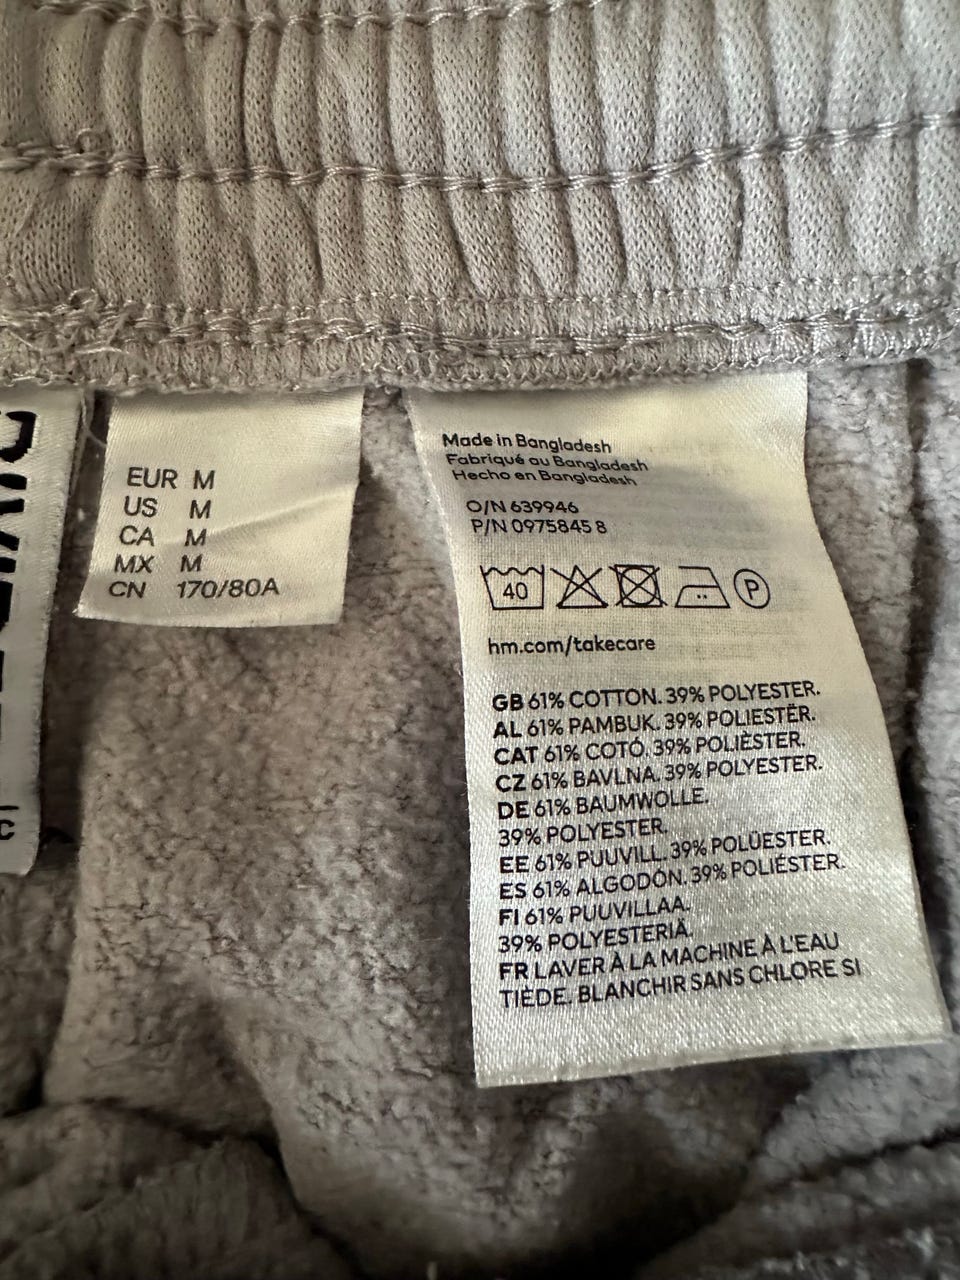 EUR M
US M
CA M
MX M
CN 170/80A
Made in Bangladesh
Fabriqué au Bangladesh
Hecho en Bangladesh
O/N 639946
P/N 0975845 8
40
P
hm.com/takecare
GB 61% COTTON. 39% POLYESTER.
AL 61% PAMBUK. 39% POLIESTËR.
CAT 61% COTÓ. 39% POLIÈSTER.
CZ 61% BAVLNA. 39% POLYESTER.
DE 61% BAUMWOLLE.
39% POLYESTER.
EE 61% PUUVILL. 39% POLÜESTER.
ES 61% ALGODÓN. 39% POLIÉSTER.
FI 61% PUUVILLAA.
39% POLYESTERIÄ.
FR LAVER À LA MACHINE À L'EAU
TIÈDE. BLANCHIR SANS CHLORE SI